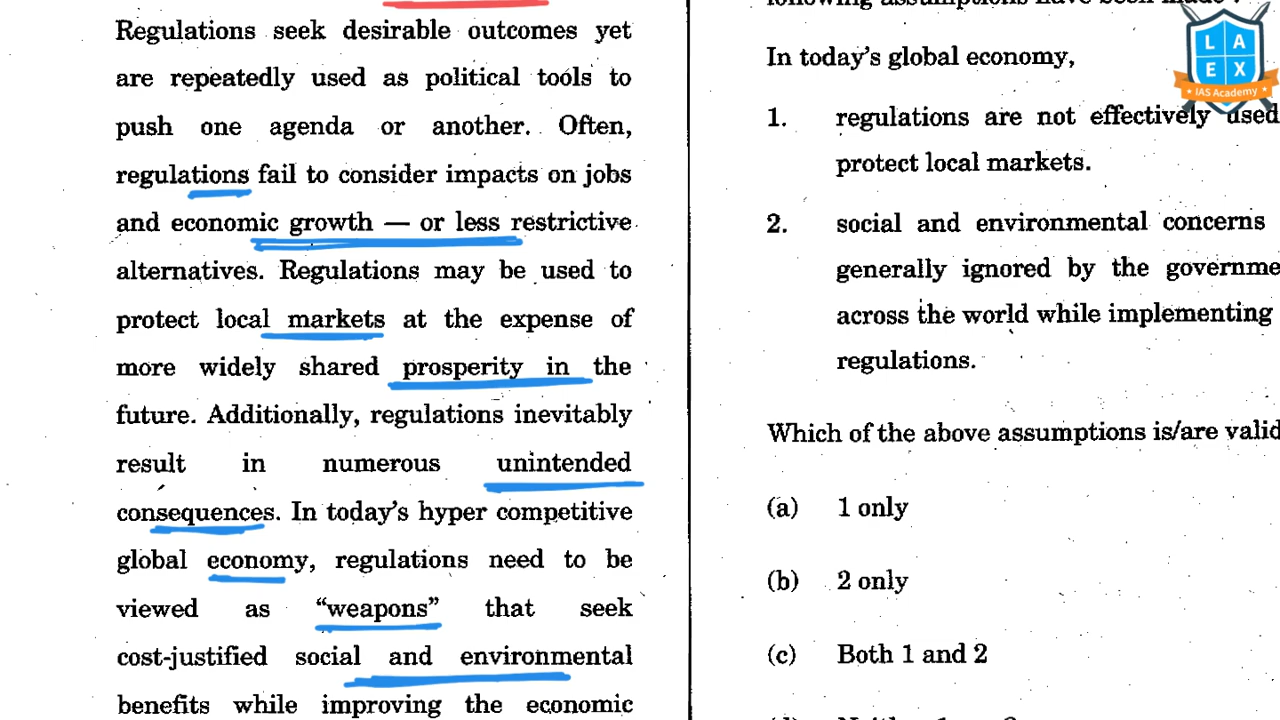 Regulations seek desirable outcomes yet
are repeatedly used as political tools to
push one agenda or another. Often,
regulations fail to consider impacts on jobs
and economic growth — or less restrictive
alternatives. Regulations may be used to
protect local markets at the expense of
more widely shared prosperity in the
future. Additionally, regulations inevitably
result in numerous unintended
consequences. In today's hyper competitive
global economy, regulations need to be
viewed as “weapons” that seek
cost-justified social and environmental
benefits while improving the economic
following assumptions have been made
In today's global economy,
1. regulations are not effectively used
protect local markets.
2. social and environmental concerns
generally ignored by the governme
across the world while implementing
regulations.
Which of the above assumptions is/are valid
(a) 1 only
(b) 2 only
(c) Both 1 and 2
L A
E X
IAS Academy